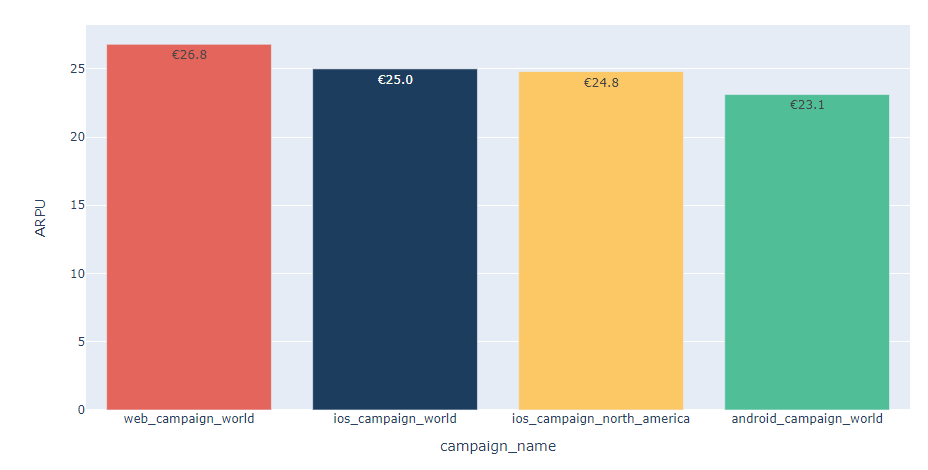 €26.8
€25.0
€24.8
€23.1
25
20
15
10
5
0
ARPU
web_campaign_world
ios_campaign_world
ios_campaign_north_america
android_campaign_world
campaign_name